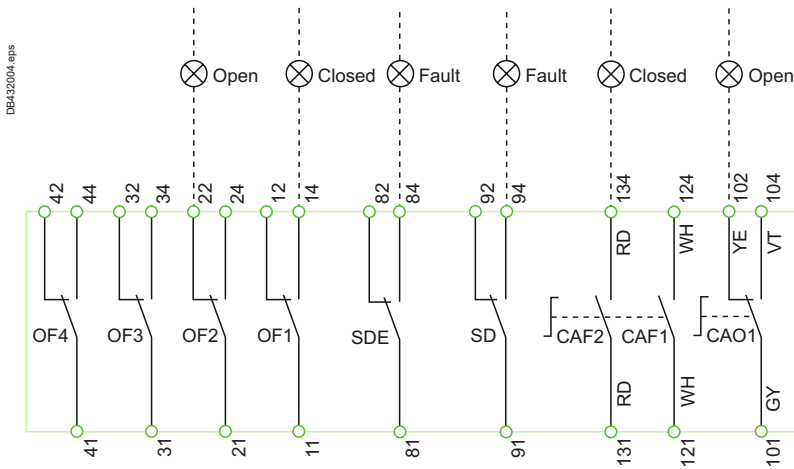 DB432004.eps
Open
Closed
Fault
Fault
Closed
Open
42
44
32
34
22
24
12
14
82
84
92
94
134
124
102
104
RD
WH
YE
VT
OF4
OF3
OF2
OF1
SDE
SD
CAF2
CAF1
CAO1
RD
WH
GY
41
31
21
11
81
91
131
121
101